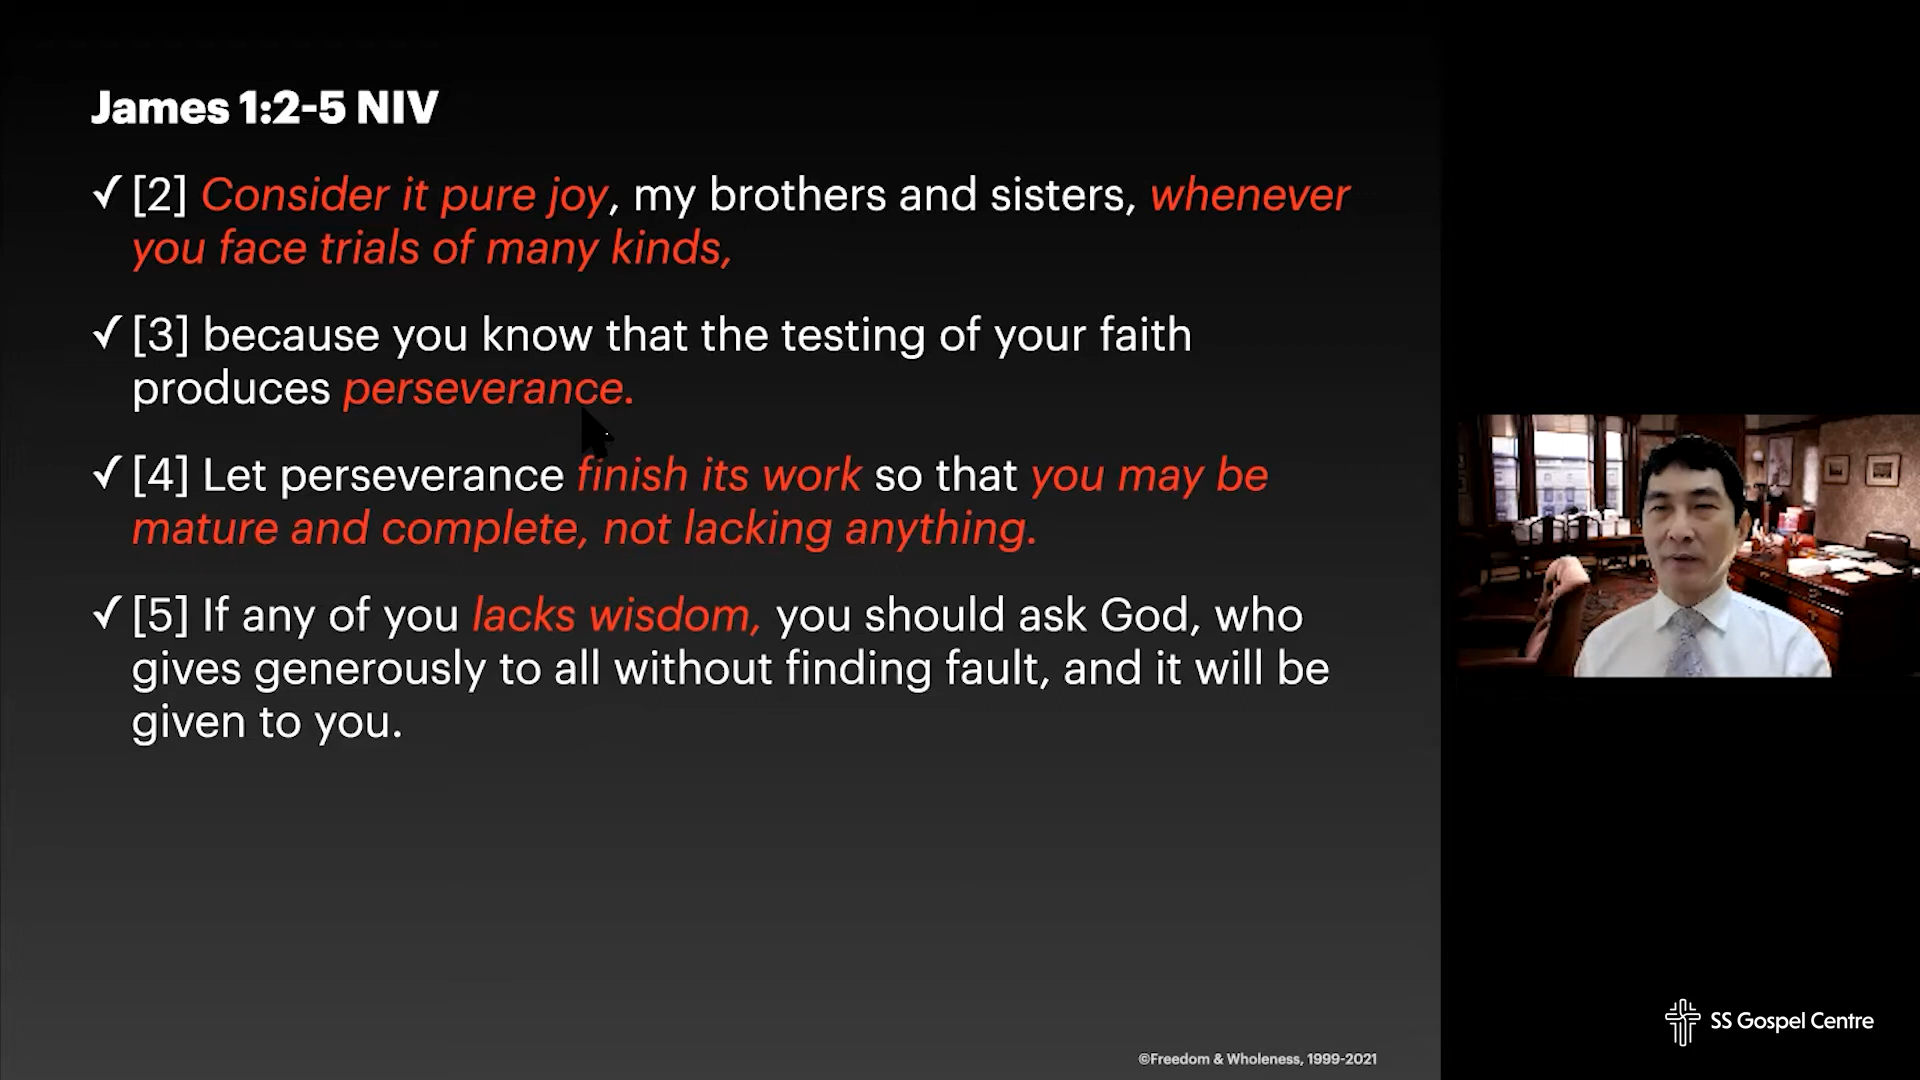 James 1:2-5 NIV
✓ [2] Consider it pure joy, my brothers and sisters, whenever
you face trials of many kinds,
✓ [3] because you know that the testing of your faith
produces perseverance.
✓ [4] Let perseverance finish its work so that you may be
mature and complete, not lacking anything.
✓ [5] If any of you lacks wisdom, you should ask God, who
gives generously to all without finding fault, and it will be
given to you.
SS Gospel Centre
©Freedom & Wholeness, 1999-2021